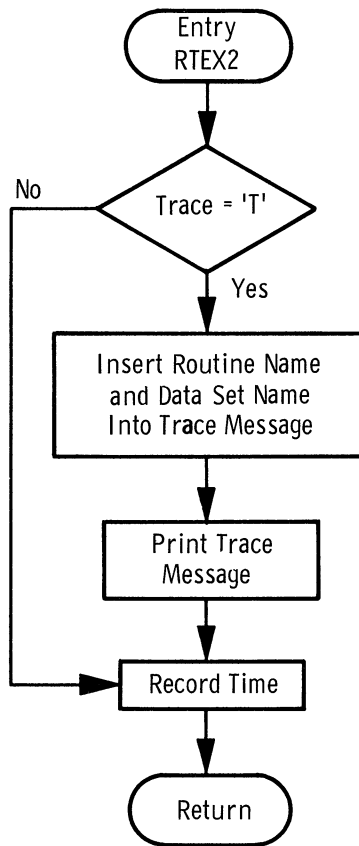 Entry
RTEX2
No
Trace = 'T'
Yes
Insert Routine Name
and Data Set Name
Into Trace Message
Print Trace
Message
Record Time
Return